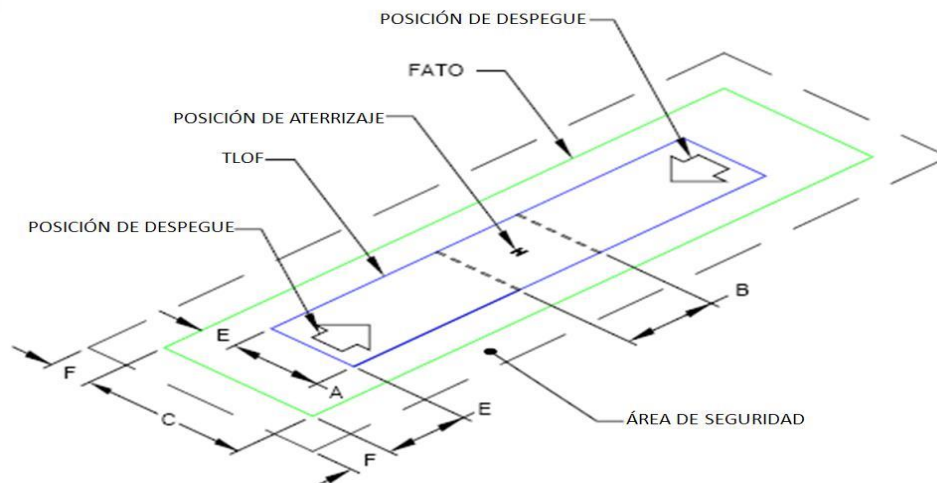 POSICIÓN DE DESPEGUE
FATO
POSICIÓN DE ATERRIZAJE
TLOF
POSICIÓN DE DESPEGUE
H
B
E
F
A
E
C
F
ÁREA DE SEGURIDAD